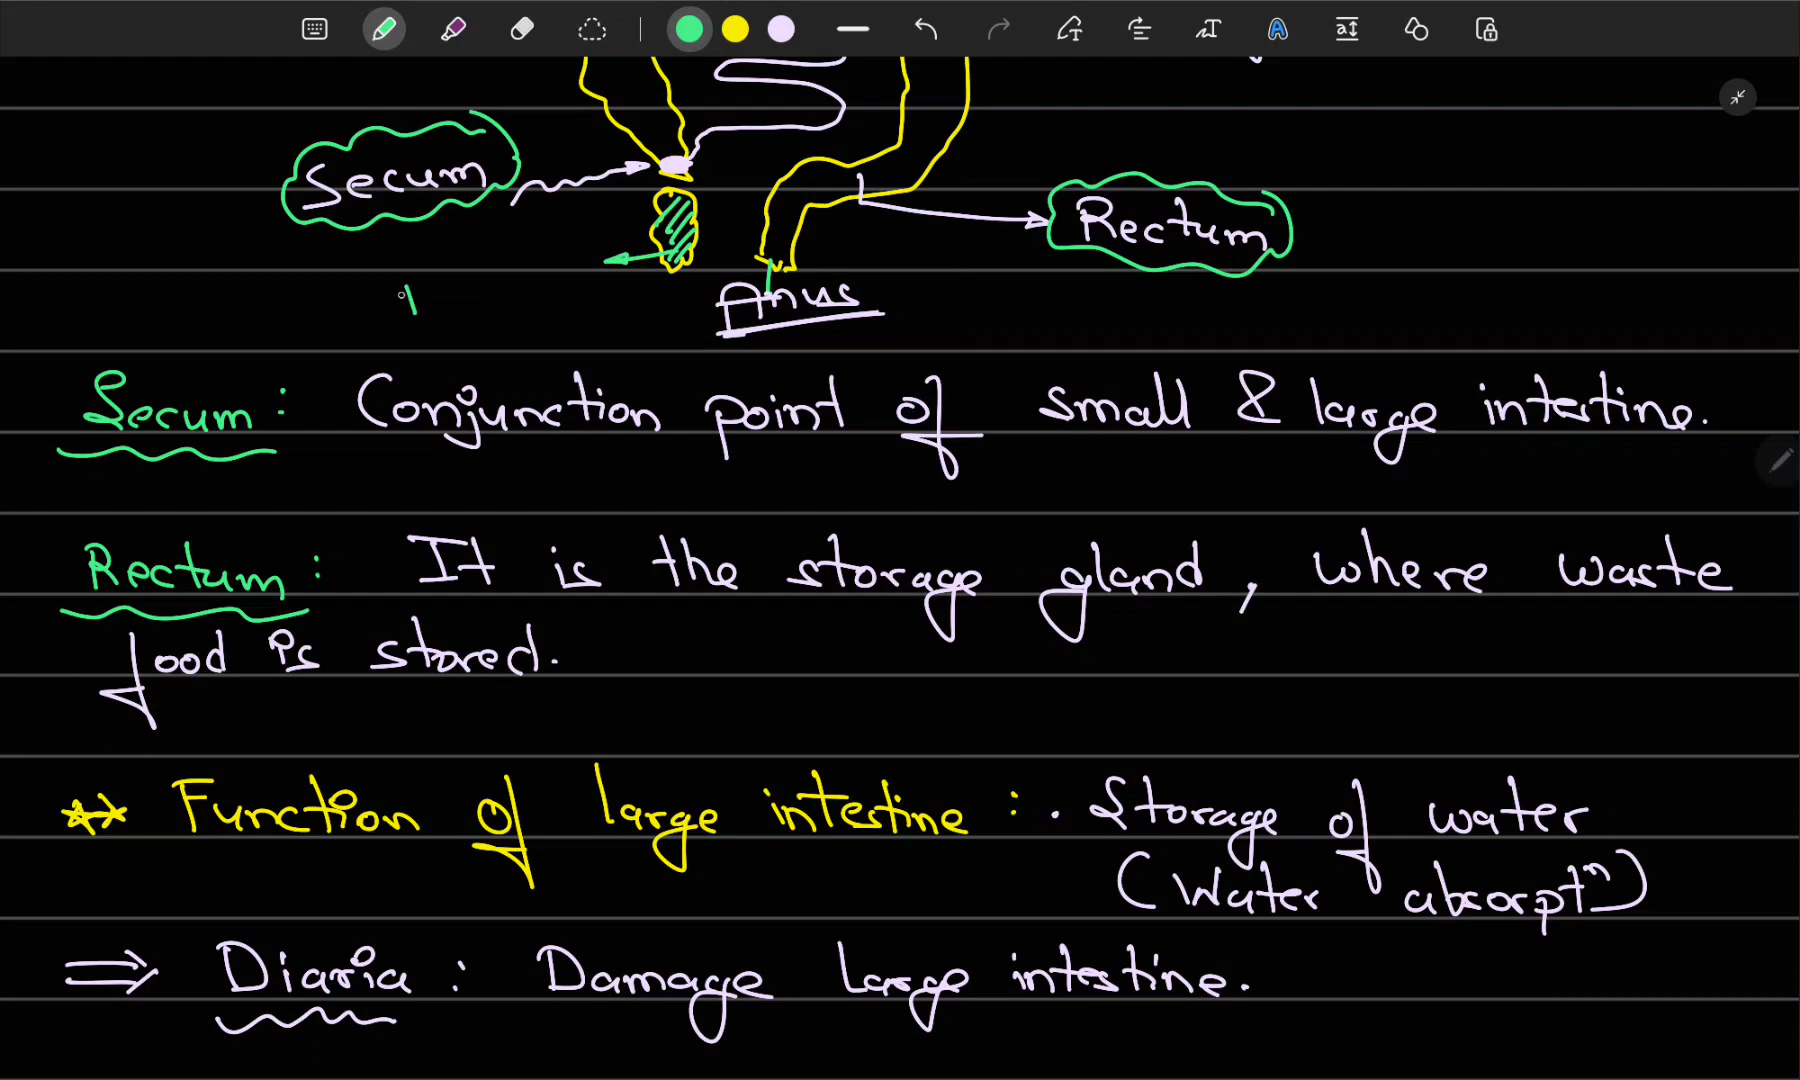 Secum
Rectum
Anus
Secum: Conjunction point of small & large intestine.
Rectum: It is the storage gland, where waste
food is stored.
** Function of large intestine: . Storage of water
(Water absorptⁿ)
⇒ Diaria: Damage Large intestine.